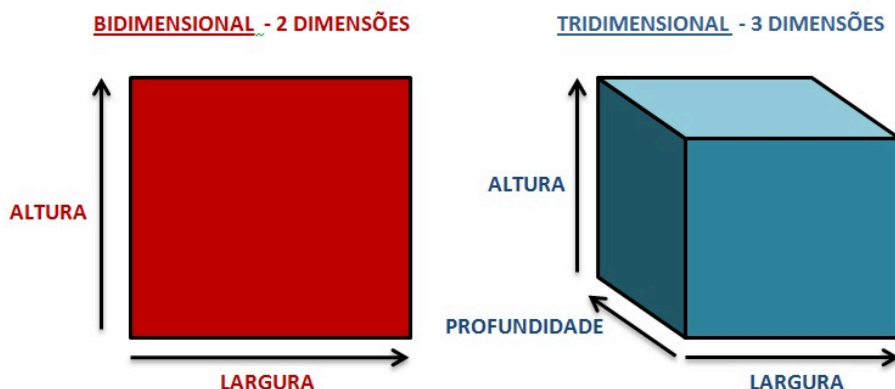 BIDIMENSIONAL - 2 DIMENSÕES
ALTURA
LARGURA
TRIDIMENSIONAL - 3 DIMENSÕES
ALTURA
PROFUNDIDADE
LARGURA